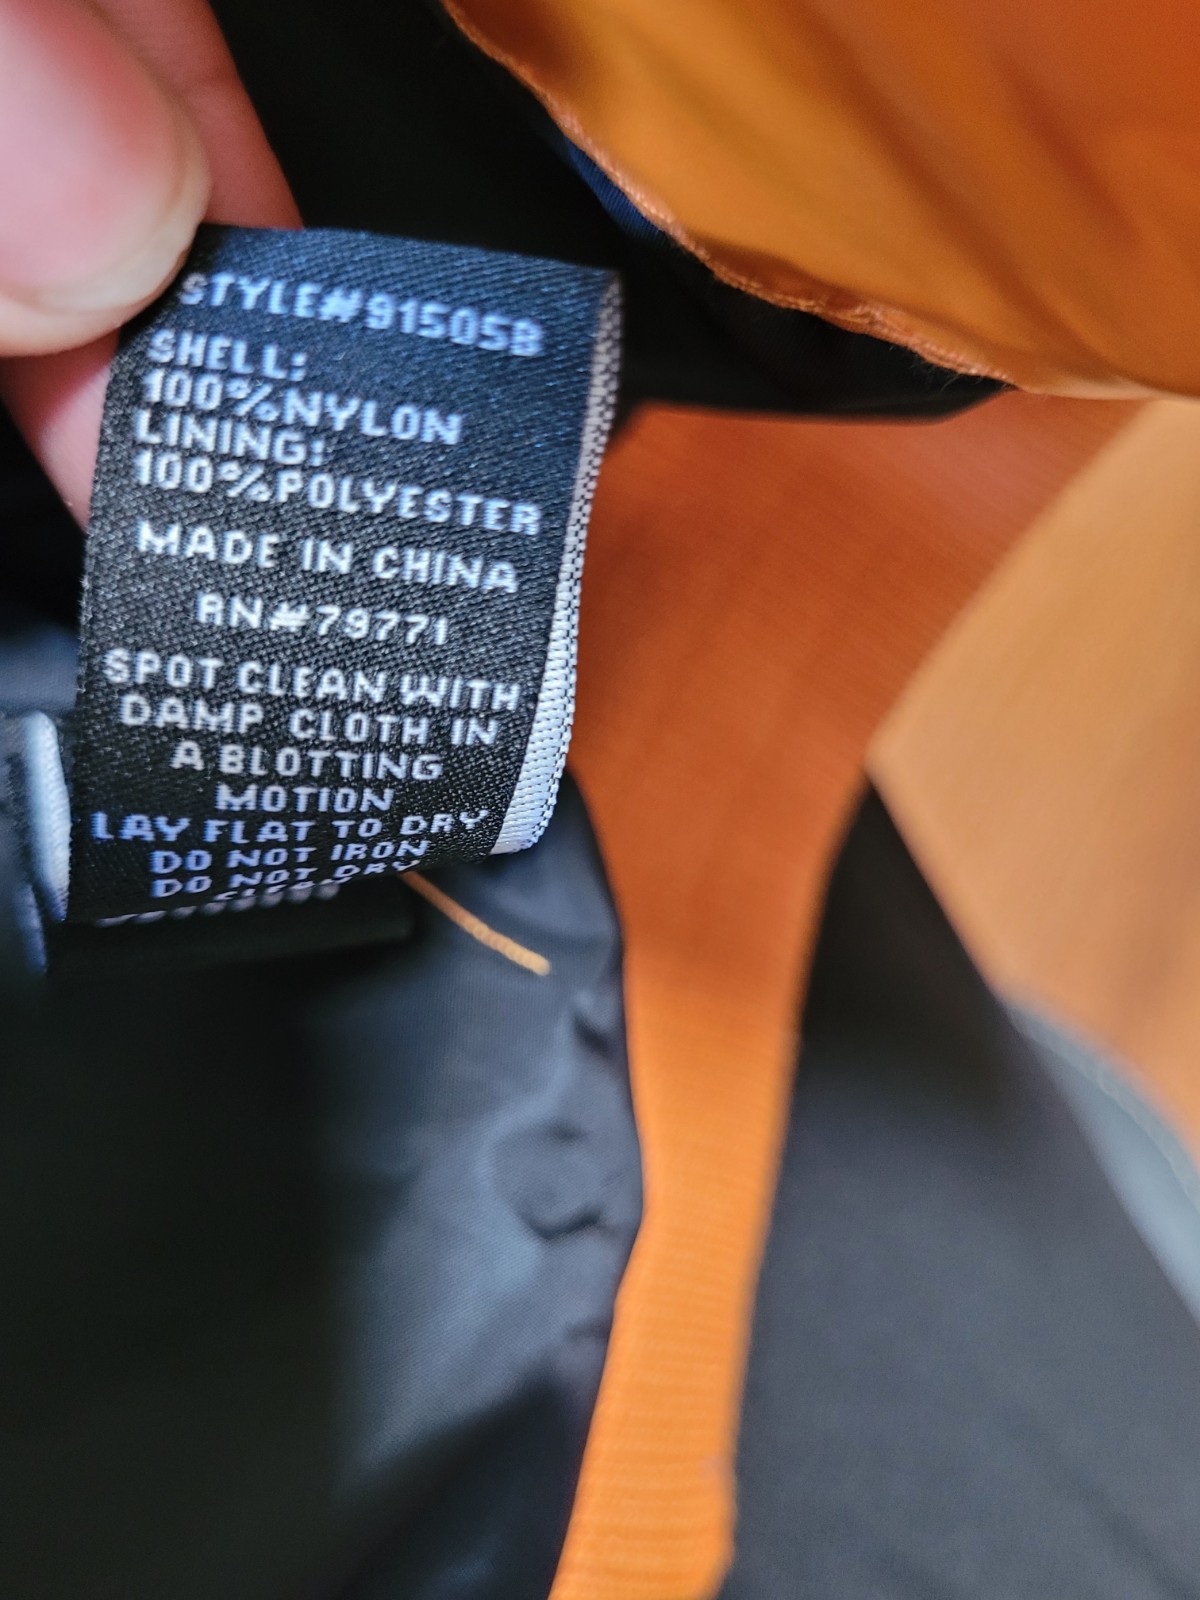 STYLE#91505B
SHELL:
100%NYLON
LINING:
100%POLYESTER
MADE IN CHINA
RN#79771
SPOT CLEAN WITH
DAMP CLOTH IN
A BLOTTING
MOTION
LAY FLAT TO DRY
DO NOT IRON
DO NOT DRY
CLEAN